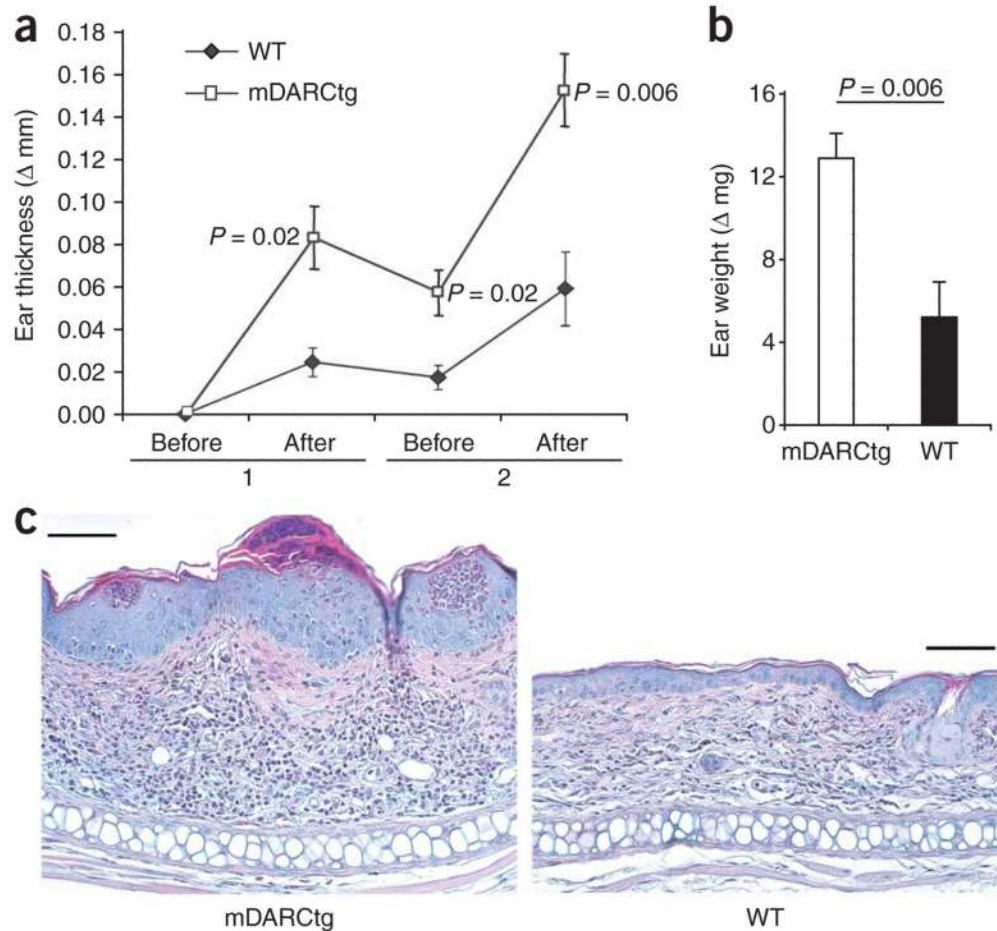 a
0.18
0.16
0.14
0.12
0.10
0.08
0.06
0.04
0.02
0.00
Ear thickness (Δ mm)
WT
mDARCtg
P = 0.02
P = 0.02
P = 0.006
Before After Before After
1 2
b
P = 0.006
16
12
8
4
0
Ear weight (Δ mg)
mDARCtg WT
c
mDARCtg WT